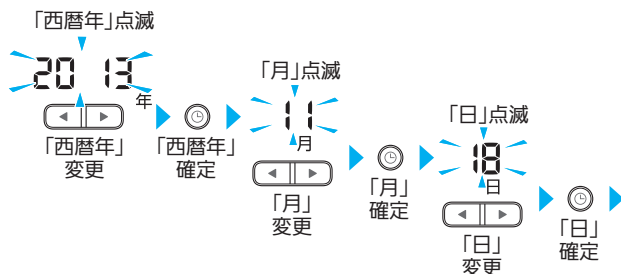 「西暦年」点滅
20 13
年
「西暦年」
変更
「西暦年」
確定
「月」点滅
11
月
「月」
変更
「月」
確定
「日」点滅
18
日
「日」
変更
「日」
確定